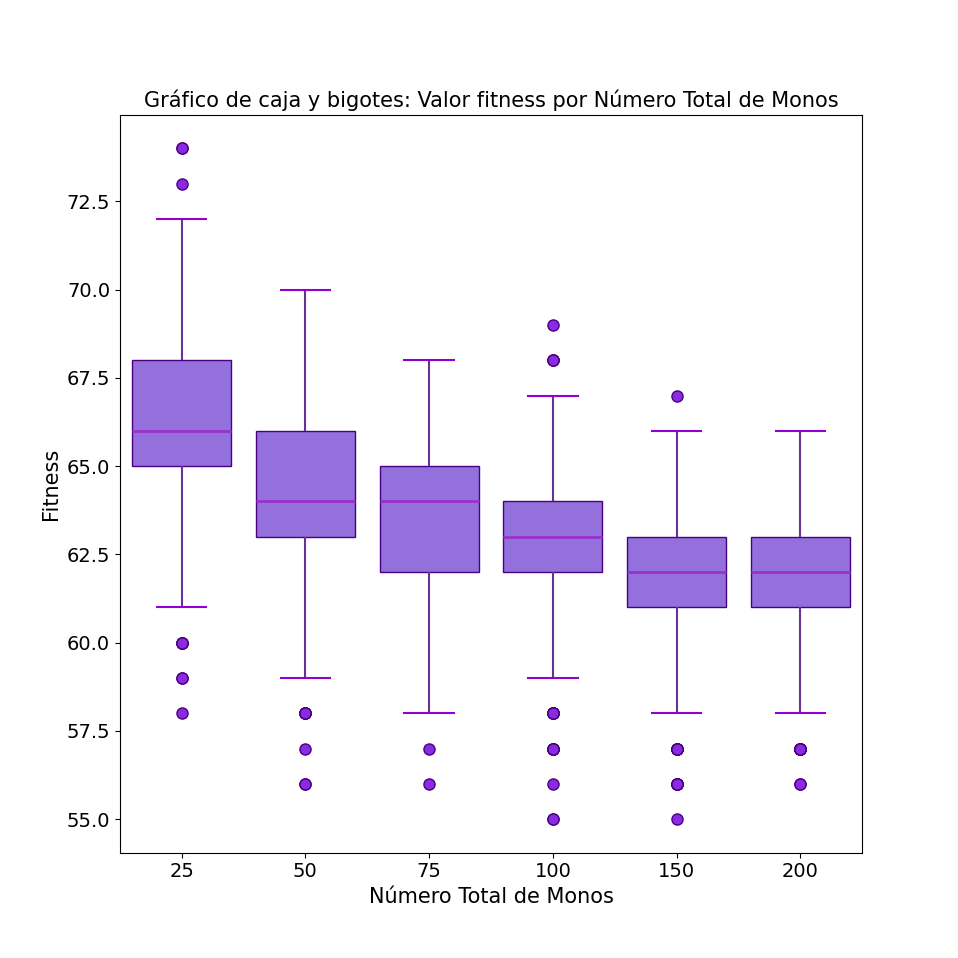 Gráfico de caja y bigotes: Valor fitness por Número Total de Monos
72.5
70.0
67.5
65.0
62.5
60.0
57.5
55.0
Fitness
25 50 75 100 150 200
Número Total de Monos